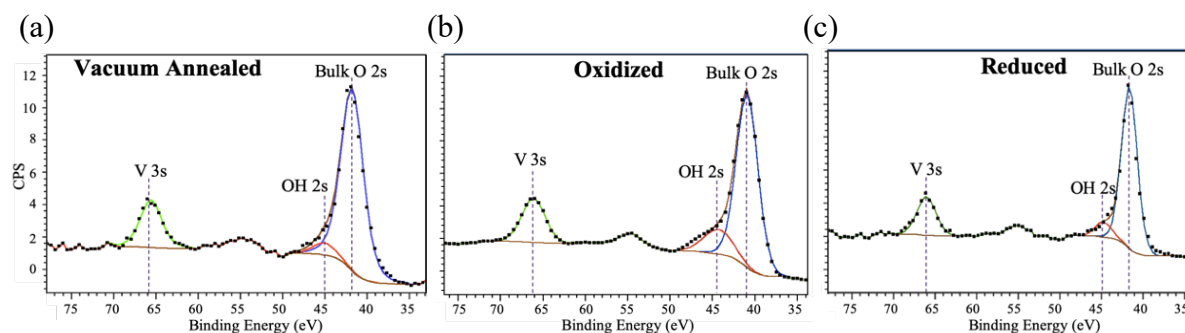 (a)
(b)
(c)
Vacuum Annealed
Bulk O 2s
V 3s
OH 2s
CPS
12
10
8
6
4
2
0
75 70 65 60 55 50 45 40 35
Binding Energy (eV)
Oxidized
Bulk O 2s
V 3s
OH 2s
75 70 65 60 55 50 45 40 35
Binding Energy (eV)
Reduced
Bulk O 2s
V 3s
OH 2s
75 70 65 60 55 50 45 40 35
Binding Energy (eV)